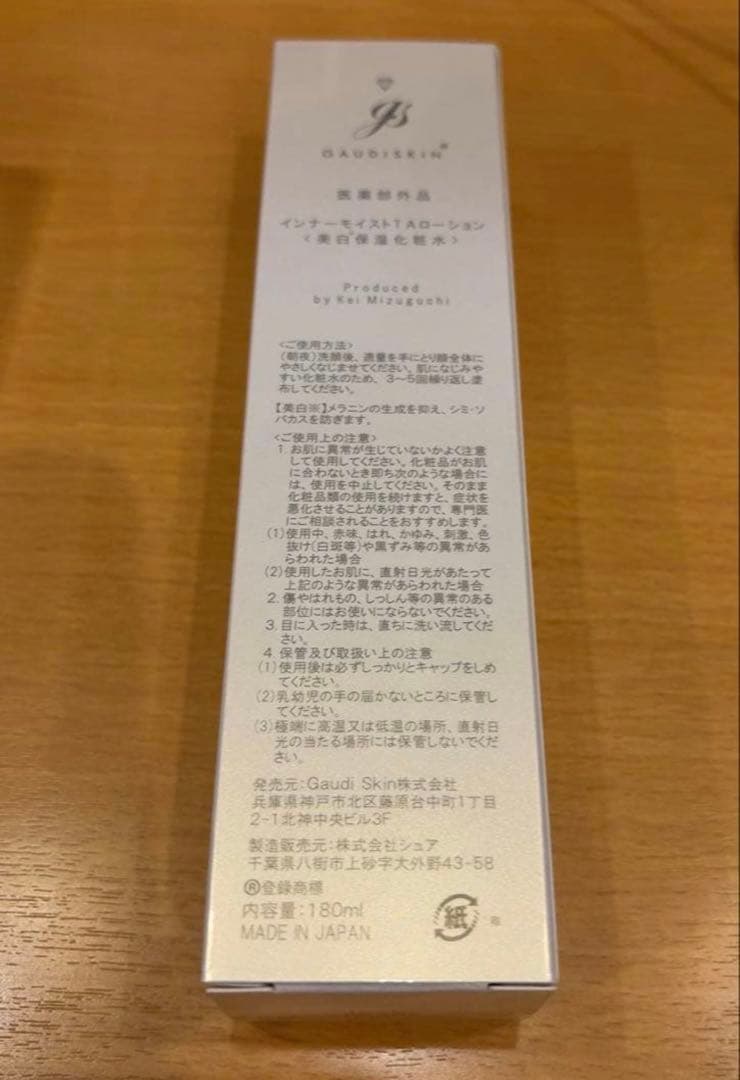 g's
GAUDISKIN®
医薬部外品
インナーモイストTAローション
〈美白※保湿化粧水〉
Produced
by Kei Mizuguchi
<ご使用方法>
(朝夜)洗顔後、適量を手にとり顔全体に
やさしくなじませてください。肌になじみや
すい化粧水のため、3〜5回繰り返し塗
布してください。
【美白※】メラニンの生成を抑え、シミ・ソ
バカスを防ぎます。
<ご使用上の注意>
1. お肌に異常が生じていないかよく注意
して使用してください。化粧品がお肌
に合わないとき即ち次のような場合に
は、使用を中止してください。そのまま
化粧品類の使用を続けますと、症状を
悪化させることがありますので、専門医
にご相談されることをおすすめします。
(1)使用中、赤味、はれ、かゆみ、刺激、色
抜け(白斑等)や黒ずみ等の異常があ
らわれた場合
(2)使用したお肌に、直射日光があたって
上記のような異常があらわれた場合
2. 傷やはれもの、しっしん等の異常のある
部位にはお使いにならないでください。
3. 目に入った時は、直ちに洗い流してくだ
さい。
4. 保管及び取扱い上の注意
(1)使用後は必ずしっかりとキャップをしめ
てください。
(2)乳幼児の手の届かないところに保管し
てください。
(3)極端に高温又は低温の場所、直射日
光の当たる場所には保管しないでくだ
さい。
発売元:Gaudi Skin株式会社
兵庫県神戸市北区藤原台中町1丁目
2-1北神中央ビル3F
製造販売元:株式会社シュア
千葉県八街市上砂字大外野43-58
®登録商標
内容量:180ml
MADE IN JAPAN
紙